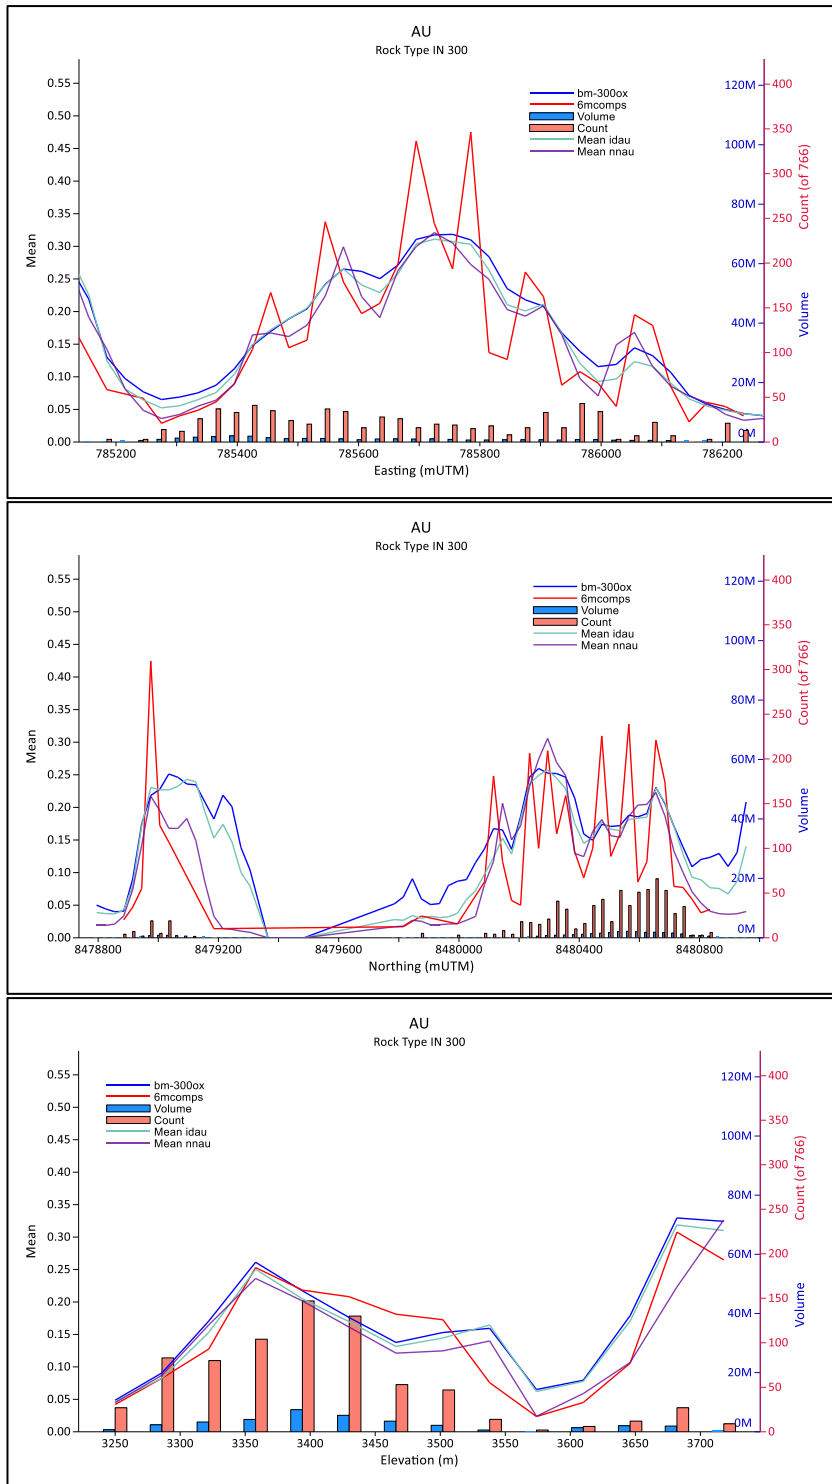 AU
Rock Type IN 300
0.55
0.50
0.45
0.40
0.35
0.30
0.25
0.20
0.15
0.10
0.05
0.00
Mean
bm-300ox
6mcomps
Volume
Count
Mean idau
Mean nnau
120M
100M
80M
60M
40M
20M
0M
Volume
400
350
300
250
200
150
100
50
0
Count (of 766)
785200
785400
785600
785800
786000
786200
Easting (mUTM)
AU
Rock Type IN 300
0.55
0.50
0.45
0.40
0.35
0.30
0.25
0.20
0.15
0.10
0.05
0.00
Mean
bm-300ox
6mcomps
Volume
Count
Mean idau
Mean nnau
120M
100M
80M
60M
40M
20M
0M
Volume
400
350
300
250
200
150
100
50
0
Count (of 766)
8478800
8479200
8479600
8480000
8480400
8480800
Northing (mUTM)
AU
Rock Type IN 300
0.55
0.50
0.45
0.40
0.35
0.30
0.25
0.20
0.15
0.10
0.05
0.00
Mean
bm-300ox
6mcomps
Volume
Count
Mean idau
Mean nnau
120M
100M
80M
60M
40M
20M
0M
Volume
400
350
300
250
200
150
100
50
0
Count (of 766)
3250
3300
3350
3400
3450
3500
3550
3600
3650
3700
Elevation (m)